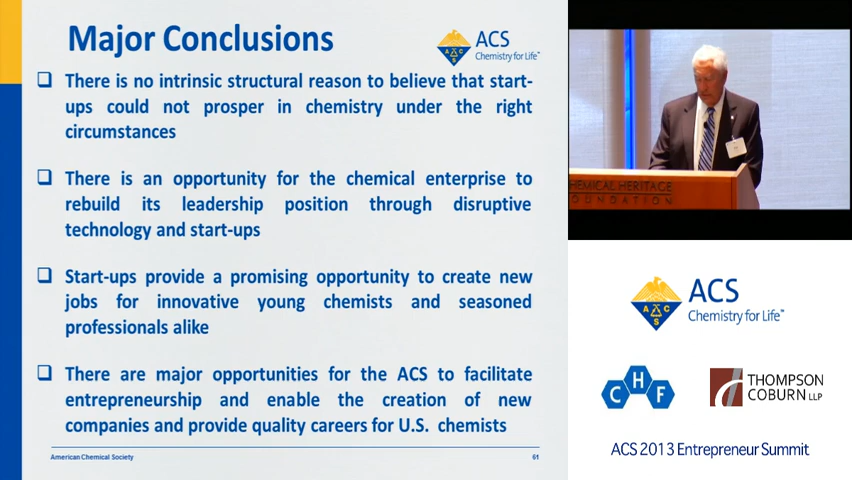 Major Conclusions
ACS
Chemistry for Life™
A C S
There is no intrinsic structural reason to believe that start-
ups could not prosper in chemistry under the right
circumstances
There is an opportunity for the chemical enterprise to
rebuild its leadership position through disruptive
technology and start-ups
Start-ups provide a promising opportunity to create new
jobs for innovative young chemists and seasoned
professionals alike
There are major opportunities for the ACS to facilitate
entrepreneurship and enable the creation of new
companies and provide quality careers for U.S. chemists
American Chemical Society
61
CHEMICAL HERITAGE
FOUNDATION
A C S
ACS
Chemistry for Life™
CHF
THOMPSON
COBURN LLP
ACS 2013 Entrepreneur Summit